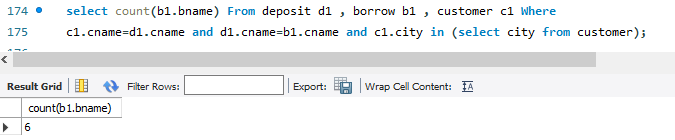 174 select count(b1.bname) From deposit d1 , borrow b1 , customer c1 Where
175 c1.cname=d1.cname and d1.cname=b1.cname and c1.city in (select city from customer);
Result Grid Filter Rows: Export: Wrap Cell Content:
count(b1.bname)
6